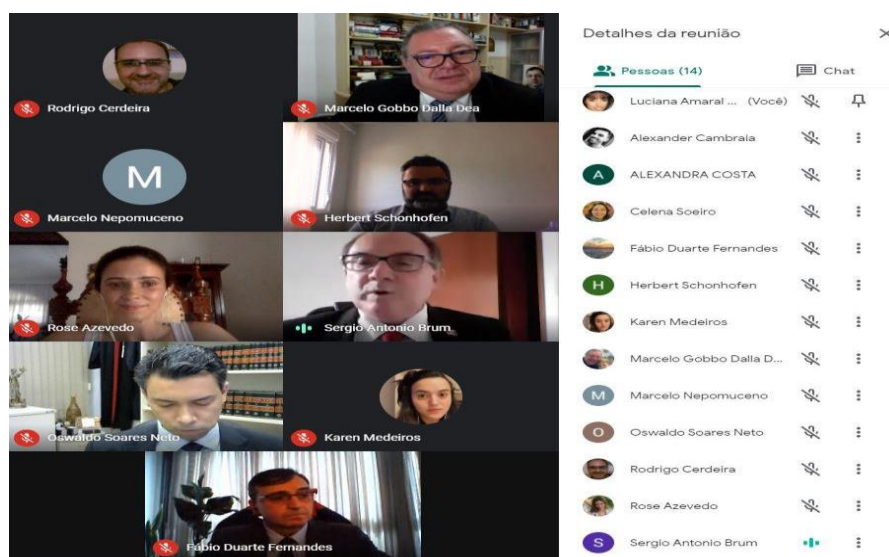 Rodrigo Cerdeira
Marcelo Gobbo Dalla Dea
M
Marcelo Nepomuceno
Herbert Schonhofen
Rose Azevedo
Sergio Antonio Brum
Oswaldo Soares Neto
Karen Medeiros
Fábio Duarte Fernandes
Detalhes da reunião
Pessoas (14)
Chat
Luciana Amaral ... (Você)
Alexander Cambraia
A ALEXANDRA COSTA
Celena Soeiro
Fábio Duarte Fernandes
H Herbert Schonhofen
Karen Medeiros
Marcelo Gobbo Dalla D...
M Marcelo Nepomuceno
O Oswaldo Soares Neto
Rodrigo Cerdeira
Rose Azevedo
S Sergio Antonio Brum